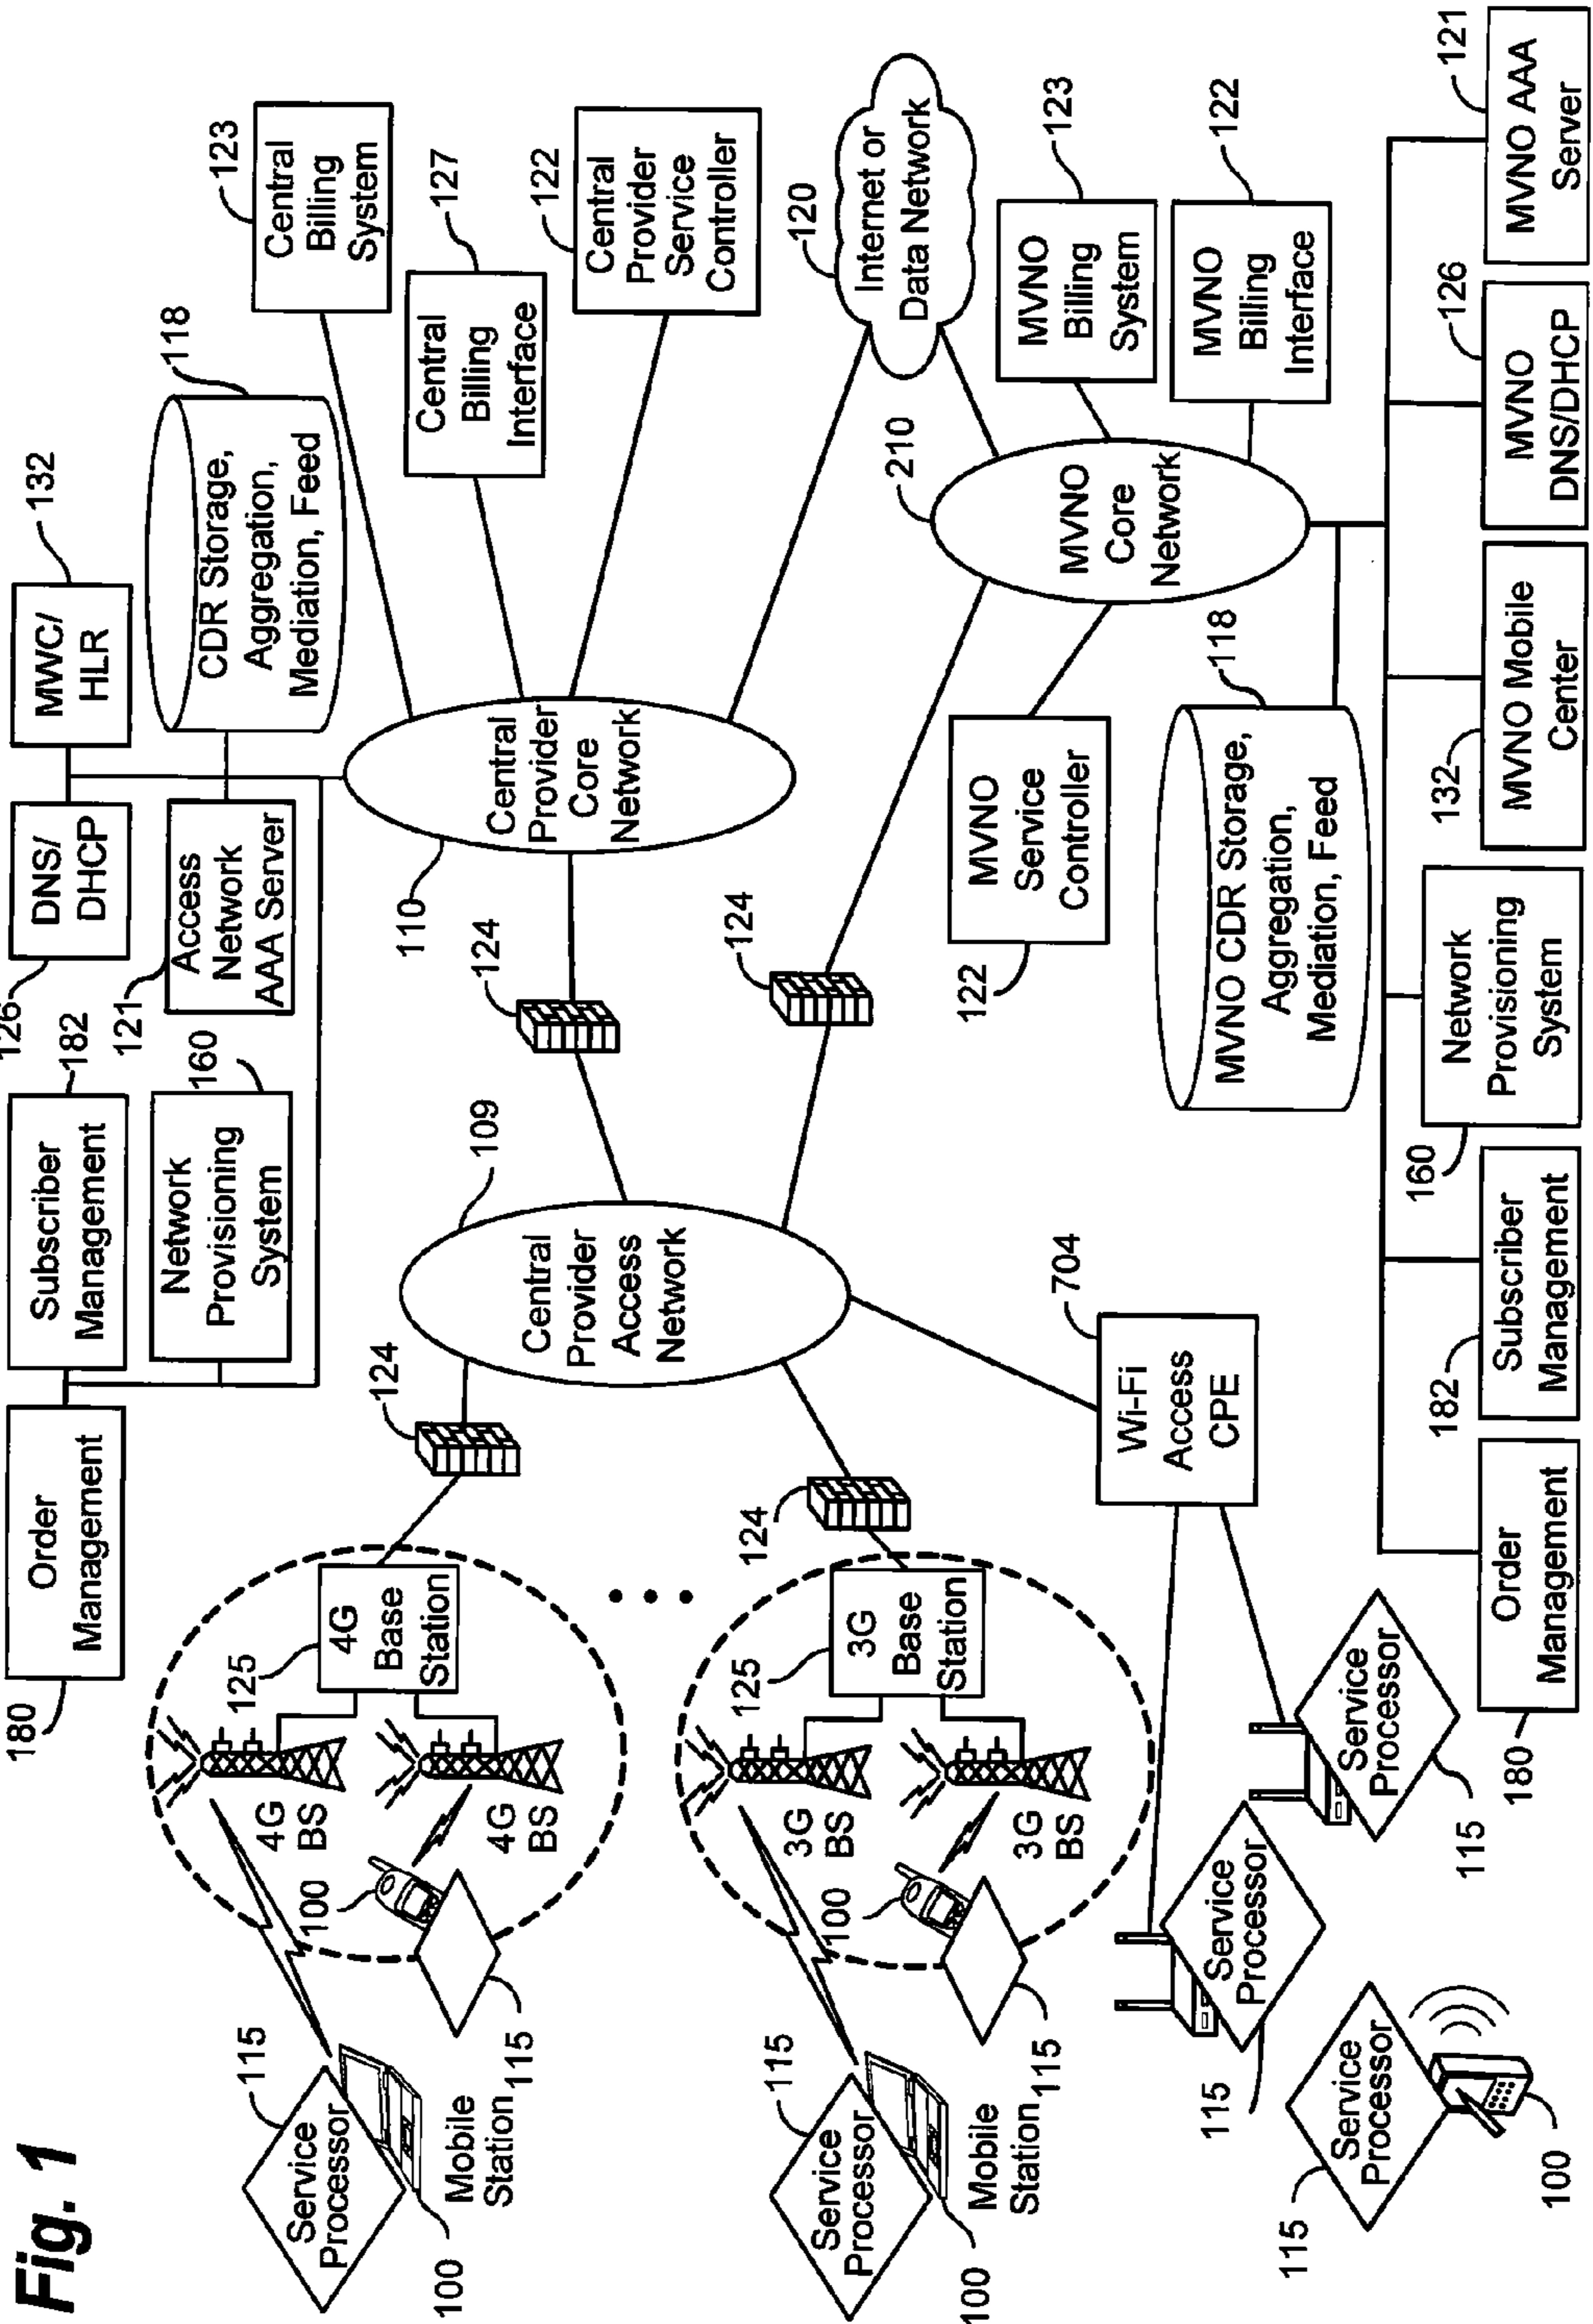 Fig. 1
180
Order
Management
Subscriber
Management
182
126
DNS/
DHCP
MWC/
HLR
132
Network
Provisioning
System
160
121
Access
Network
AAA Server
CDR Storage,
Aggregation,
Mediation, Feed
118
Central
Billing
System
123
Central
Billing
Interface
127
Central
Provider
Service
Controller
122
115
Service
Processor
100
Mobile
Station
115
100
4G
BS
4G
BS
125
4G
Base
Station
124
Central
Provider
Access
Network
109
124
110
Central
Provider
Core
Network
Internet or
Data Network
120
115
Service
Processor
100
Mobile
Station
115
100
3G
BS
3G
BS
125
3G
Base
Station
124
124
210
MVNO
Core
Network
MVNO
Billing
System
123
MVNO
Billing
Interface
122
MVNO
Service
Controller
122
Wi-Fi
Access
CPE
704
MVNO CDR Storage,
Aggregation,
Mediation, Feed
118
Service
Processor
115
Service
Processor
115
Service
Processor
115
100
Order
Management
180
Subscriber
Management
182
Network
Provisioning
System
160
MVNO Mobile
Center
132
MVNO
DNS/DHCP
126
MVNO AAA
Server
121